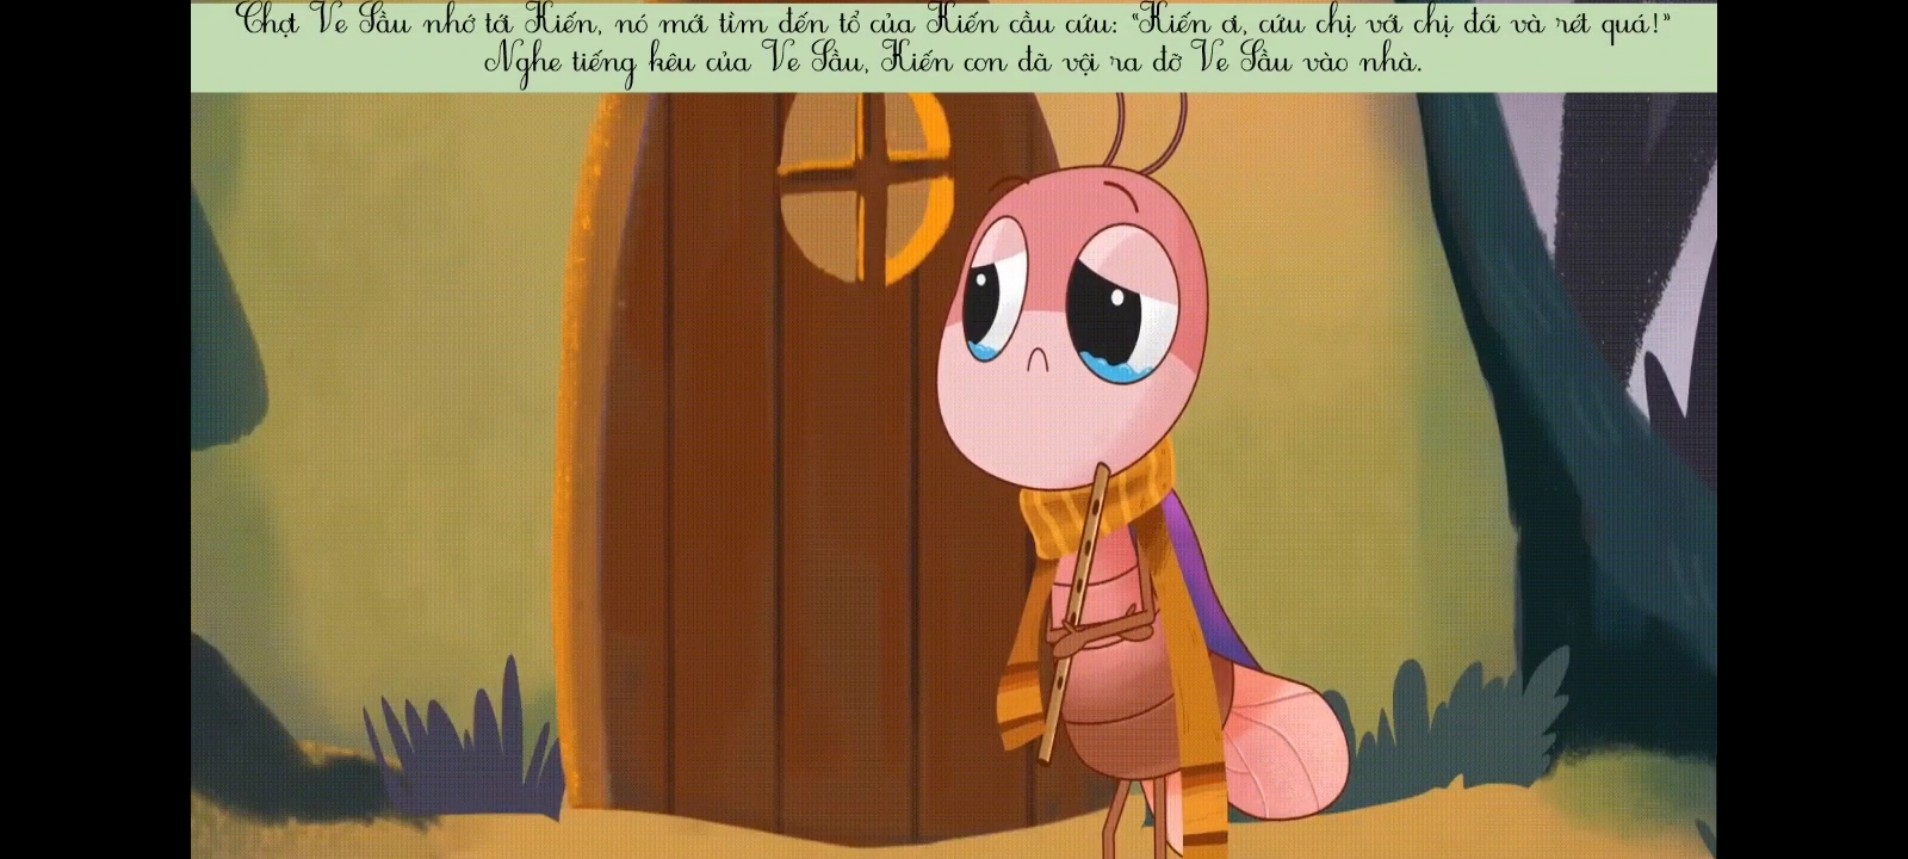 Chợt Ve Sầu nhớ tới Kiến, nó mới tìm đến tổ của Kiến cầu cứu: "Kiến ơi, cứu chị với chị đói và rét quá!"
Nghe tiếng kêu của Ve Sầu, Kiến con đã vội ra đỡ Ve Sầu vào nhà.